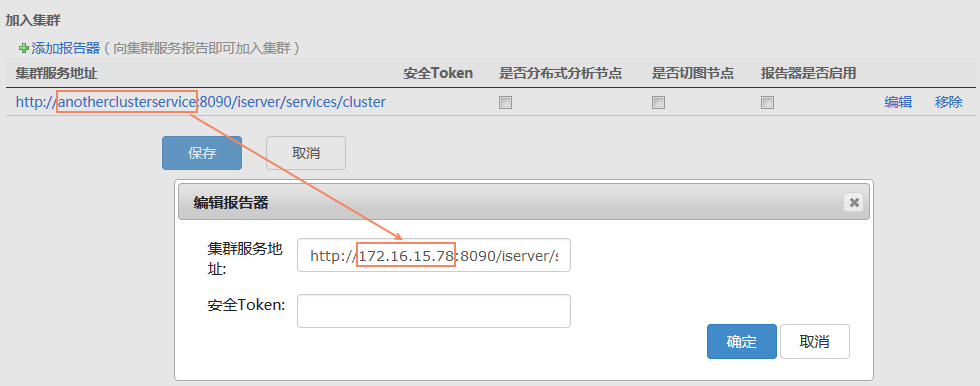 加入集群
添加报告器（向集群服务报告即可加入集群）
集群服务地址 安全Token 是否分布式分析节点 是否切图节点 报告器是否启用
http://anotherclusterservice:8090/iserver/services/cluster 编辑 移除
保存 取消
编辑报告器
集群服务地
址: http://172.16.15.78:8090/iserver/s
安全Token:
确定 取消